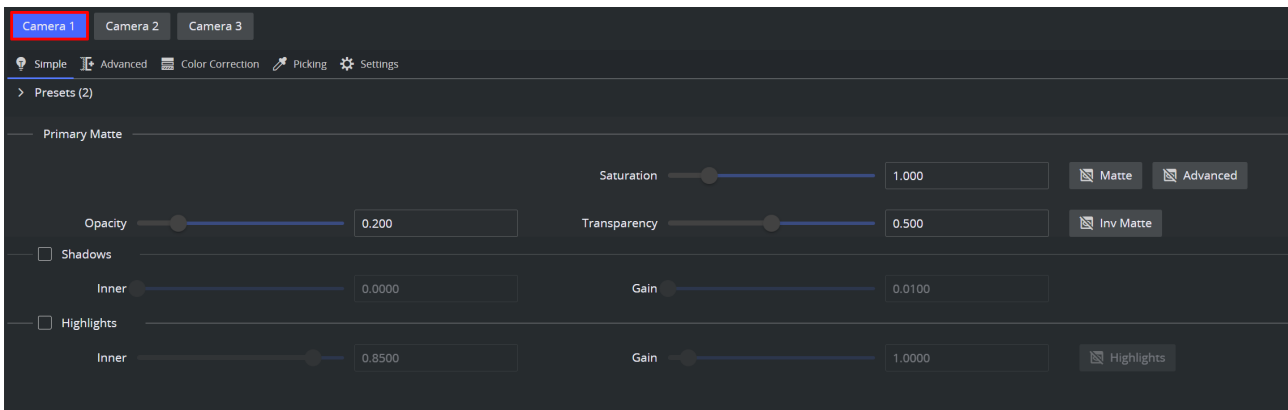 Camera 1 Camera 2 Camera 3
Simple Advanced Color Correction Picking Settings
Presets (2)
Primary Matte
Saturation 1.000 Matte Advanced
Opacity 0.200 Transparency 0.500 Inv Matte
Shadows
Inner 0.0000 Gain 0.0100
Highlights
Inner 0.8500 Gain 1.0000 Highlights